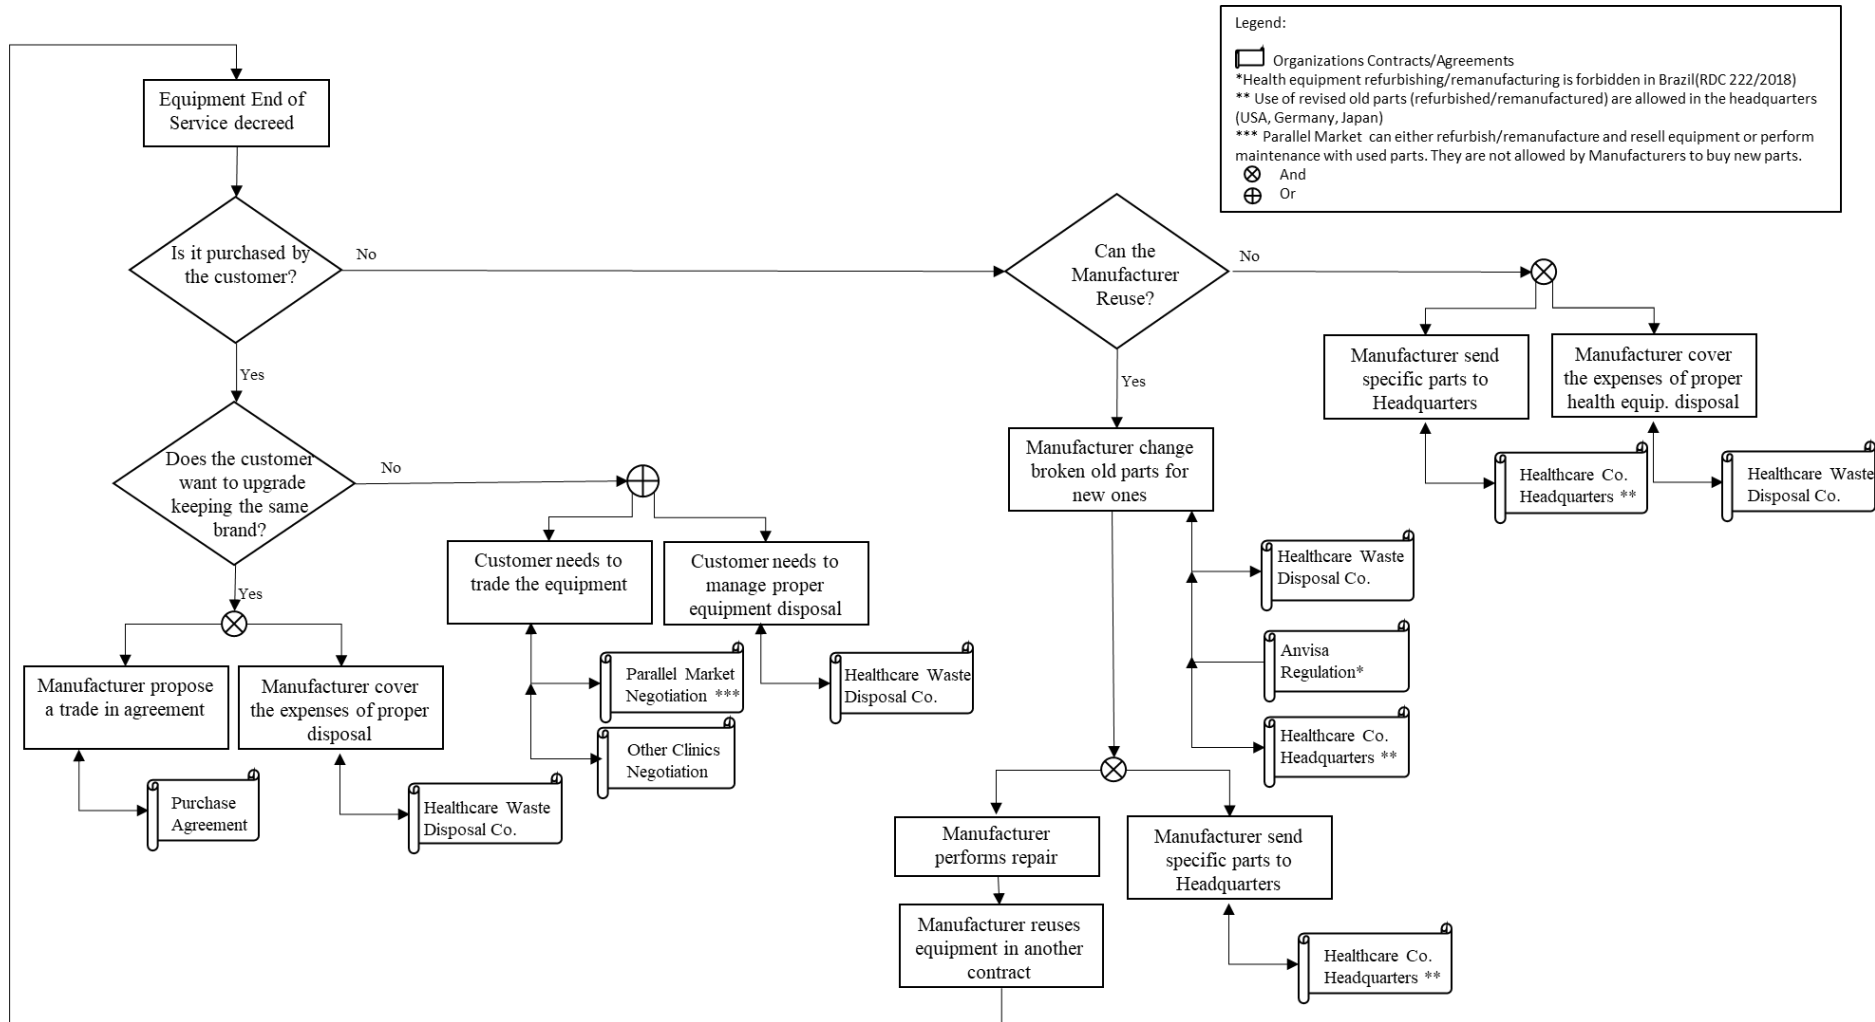 Legend:
Organizations Contracts/Agreements
*Health equipment refurbishing/remanufacturing is forbidden in Brazil(RDC 222/2018)
** Use of revised old parts (refurbished/remanufactured) are allowed in the headquarters
(USA, Germany, Japan)
*** Parallel Market can either refurbish/remanufacture and resell equipment or perform
maintenance with used parts. They are not allowed by Manufacturers to buy new parts.
And
Or
Equipment End of
Service decreed
Is it purchased by
the customer?
No
Yes
Can the
Manufacturer
Reuse?
No
Yes
Manufacturer send
specific parts to
Headquarters
Manufacturer cover
the expenses of proper
health equip. disposal
Healthcare Co.
Headquarters **
Healthcare Waste
Disposal Co.
Does the customer
want to upgrade
keeping the same
brand?
No
Yes
Customer needs to
trade the equipment
Customer needs to
manage proper
equipment disposal
Parallel Market
Negotiation ***
Other Clinics
Negotiation
Healthcare Waste
Disposal Co.
Manufacturer propose
a trade in agreement
Manufacturer cover
the expenses of proper
disposal
Purchase
Agreement
Healthcare Waste
Disposal Co.
Manufacturer change
broken old parts for
new ones
Healthcare Waste
Disposal Co.
Anvisa
Regulation*
Healthcare Co.
Headquarters **
Manufacturer
performs repair
Manufacturer send
specific parts to
Headquarters
Manufacturer reuses
equipment in another
contract
Healthcare Co.
Headquarters **